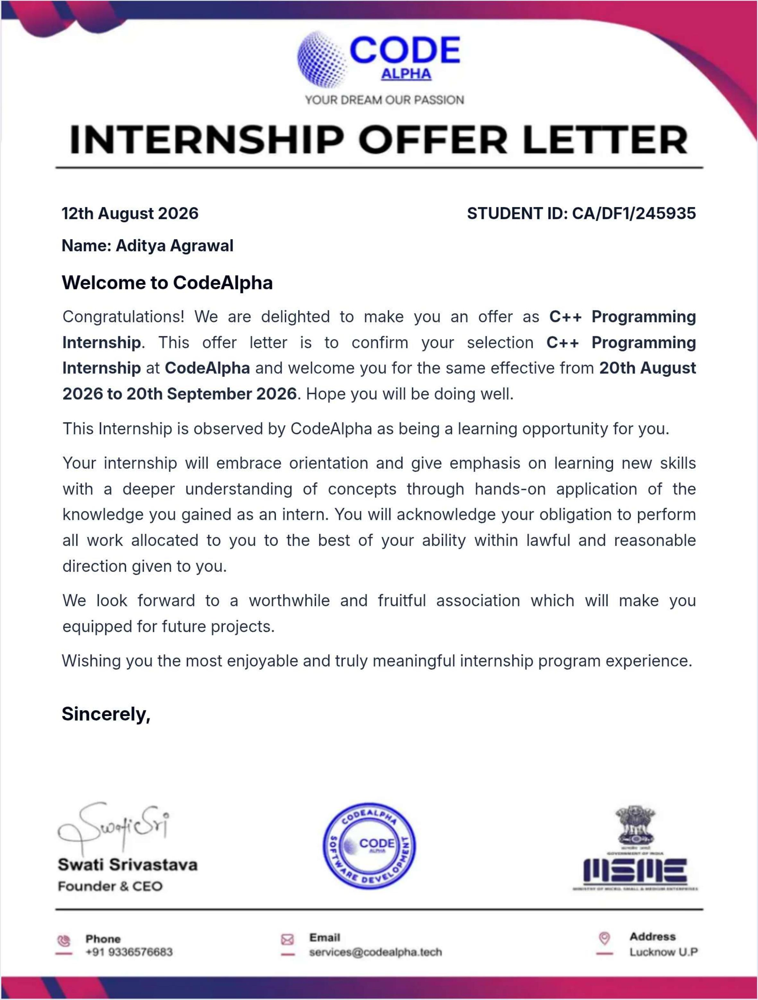 CODE
ALPHA
YOUR DREAM OUR PASSION
INTERNSHIP OFFER LETTER
12th August 2026
STUDENT ID: CA/DF1/245935
Name: Aditya Agrawal
Welcome to CodeAlpha
Congratulations! We are delighted to make you an offer as C++ Programming
Internship. This offer letter is to confirm your selection C++ Programming
Internship at CodeAlpha and welcome you for the same effective from 20th August
2026 to 20th September 2026. Hope you will be doing well.
This Internship is observed by CodeAlpha as being a learning opportunity for you.
Your internship will embrace orientation and give emphasis on learning new skills
with a deeper understanding of concepts through hands-on application of the
knowledge you gained as an intern. You will acknowledge your obligation to perform
all work allocated to you to the best of your ability within lawful and reasonable
direction given to you.
We look forward to a worthwhile and fruitful association which will make you
equipped for future projects.
Wishing you the most enjoyable and truly meaningful internship program experience.
Sincerely,
SwatiSri
Swati Srivastava
Founder & CEO
CODEALPHA
SOFTWARE DEVELOPMENT
CODE
ALPHA
GOVERNMENT OF INDIA
MSME
MINISTRY OF MICRO, SMALL & MEDIUM ENTERPRISES
Phone
+91 9336576683
Email
services@codealpha.tech
Address
Lucknow U.P